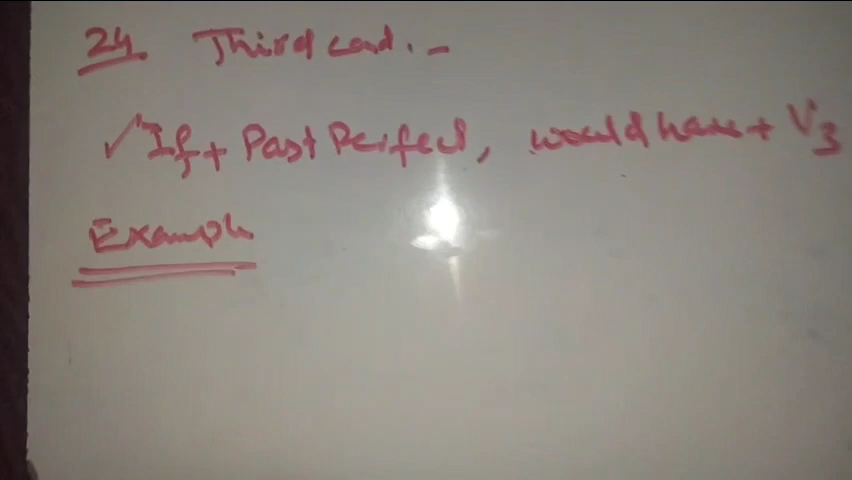 24 Third cond. -
✓ If + Past Perfect, would have + V3
Example